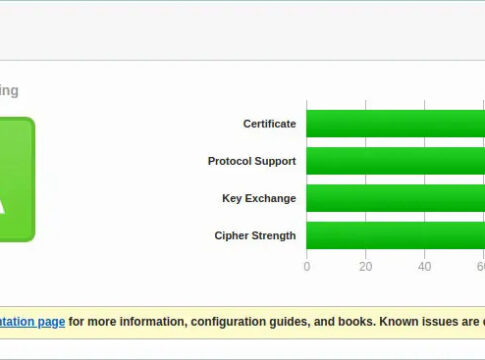 ing
Certificate
Protocol Support
Key Exchange
Cipher Strength
0 20 40 60
ntation page for more information, configuration guides, and books. Known issues are